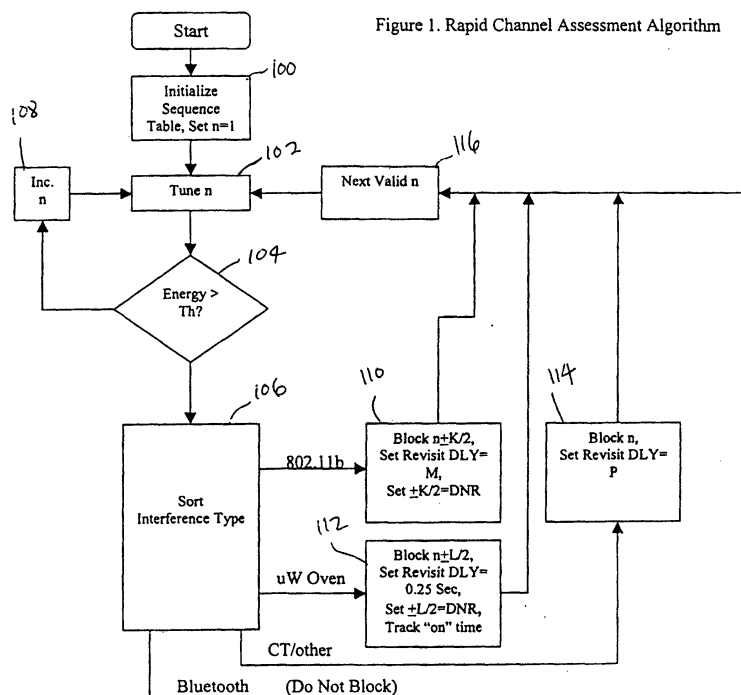 Figure 1. Rapid Channel Assessment Algorithm
Start
100
Initialize
Sequence
Table, Set n=1
108
102
116
Inc.
n
Tune n
Next Valid n
104
Energy >
Th?
106
110
114
Sort
Interference Type
802.11b
Block n±K/2,
Set Revisit DLY=
M,
Set ±K/2=DNR
Block n,
Set Revisit DLY=
P
112
uW Oven
Block n±L/2,
Set Revisit DLY=
0.25 Sec,
Set ±L/2=DNR,
Track “on” time
CT/other
Bluetooth (Do Not Block)